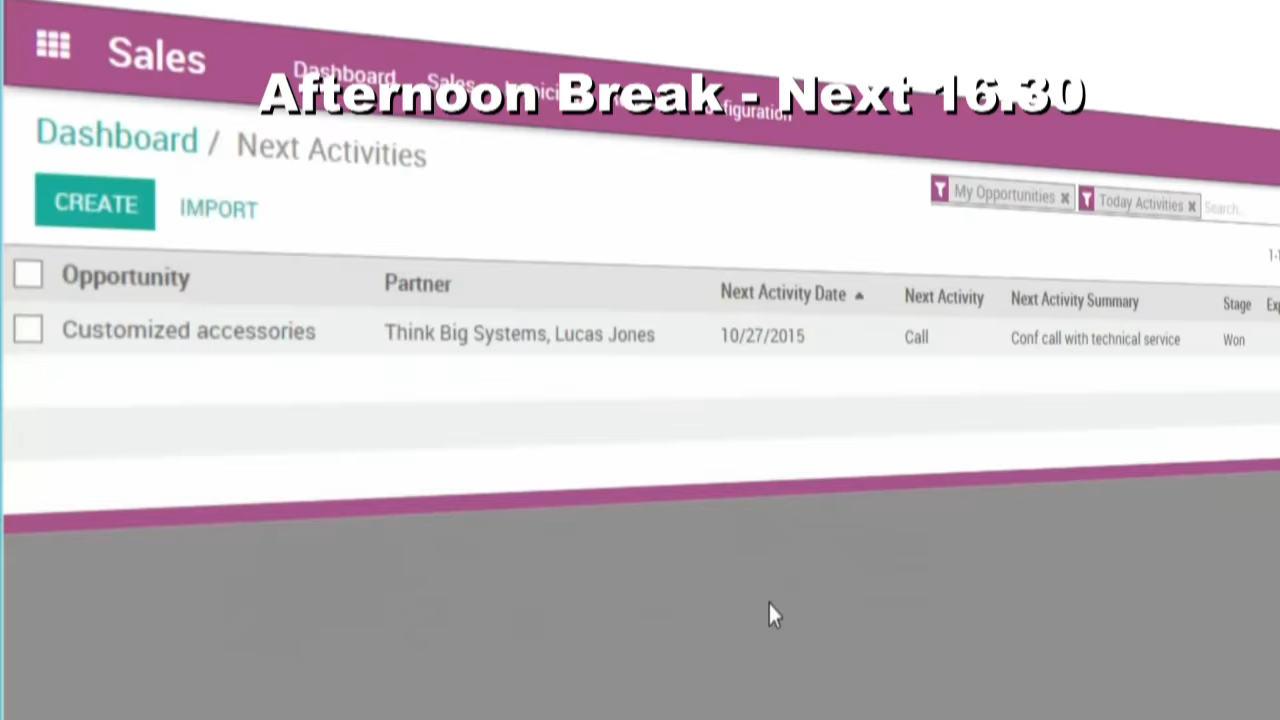 Sales
Dashboard Sales
Afternoon Break - Next 16.30
Dashboard / Next Activities
CREATE IMPORT
My Opportunities x Today Activities x Search...
Opportunity Partner Next Activity Date Next Activity Next Activity Summary Stage
Customized accessories Think Big Systems, Lucas Jones 10/27/2015 Call Conf call with technical service Won